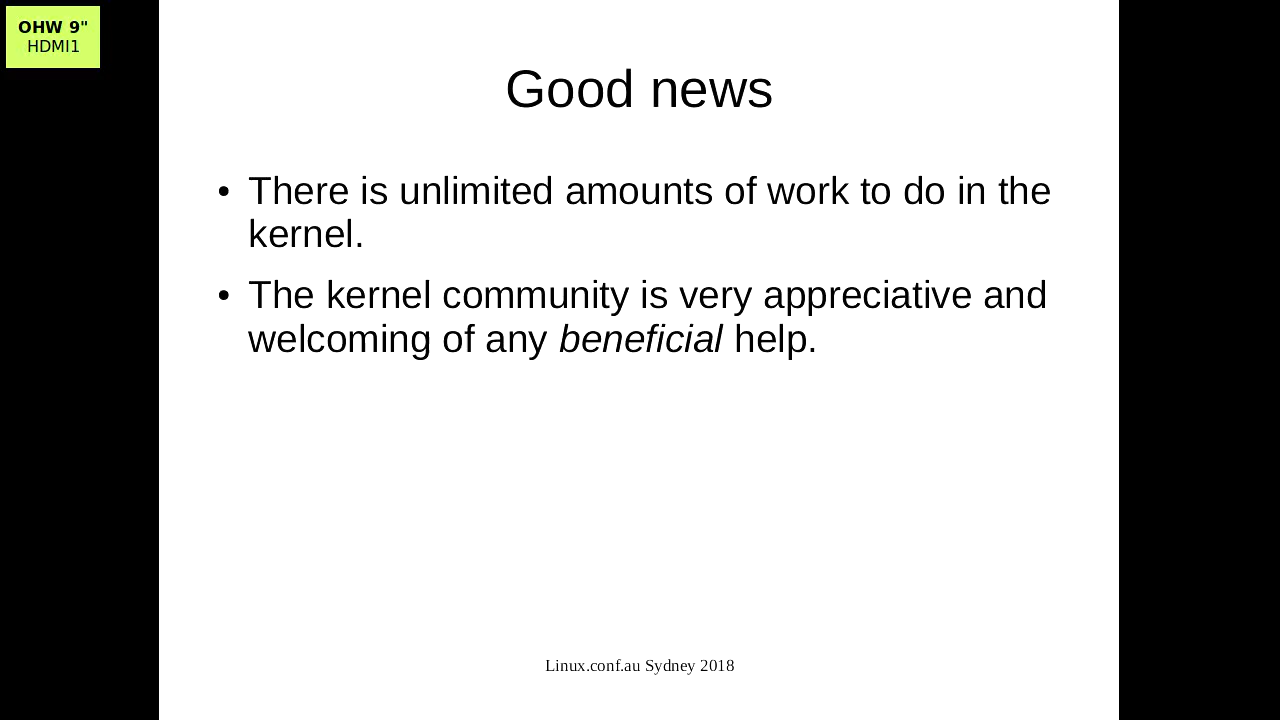 OHW 9"
HDMI1
Good news
• There is unlimited amounts of work to do in the
kernel.
• The kernel community is very appreciative and
welcoming of any beneficial help.
Linux.conf.au Sydney 2018